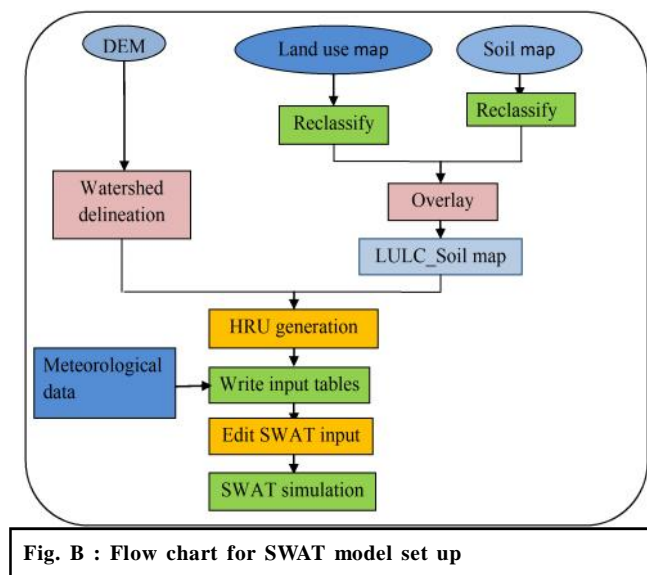 DEM
Land use map
Soil map
Reclassify
Reclassify
Watershed
delineation
Overlay
LULC_Soil map
HRU generation
Meteorological
data
Write input tables
Edit SWAT input
SWAT simulation
Fig. B : Flow chart for SWAT model set up